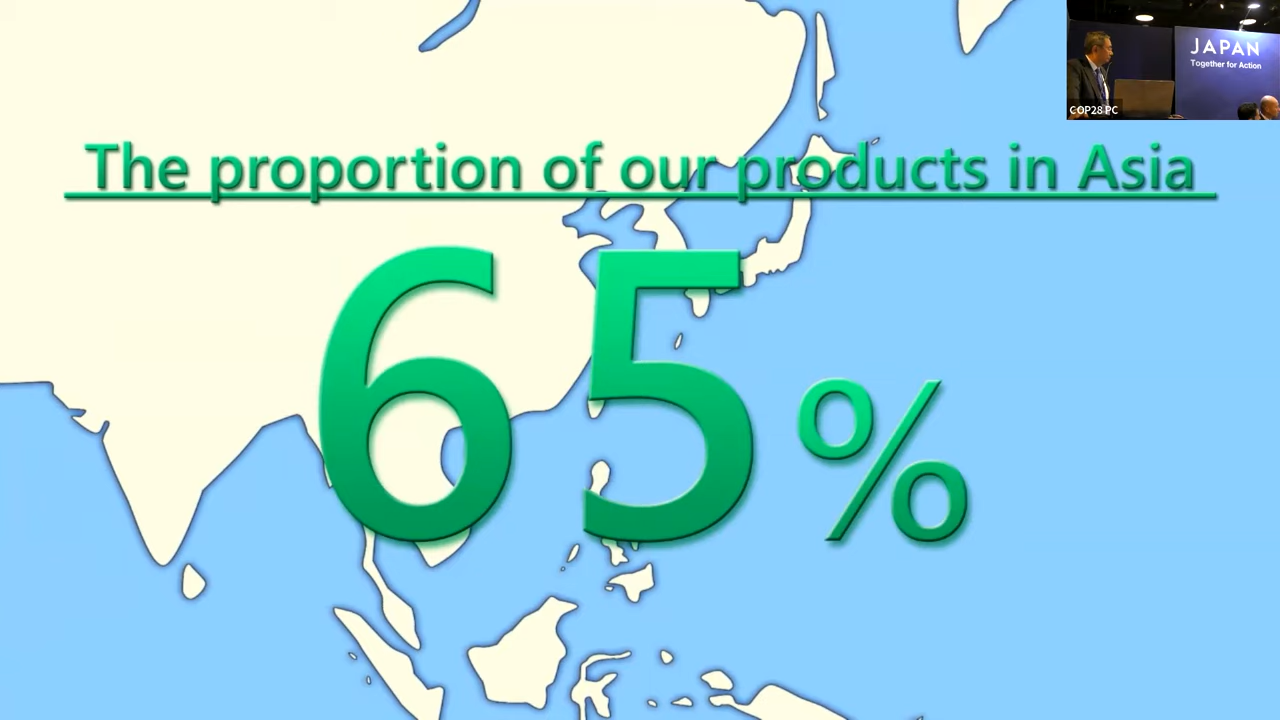 The proportion of our products in Asia
65%
JAPAN
Together for Action
COP28 PC